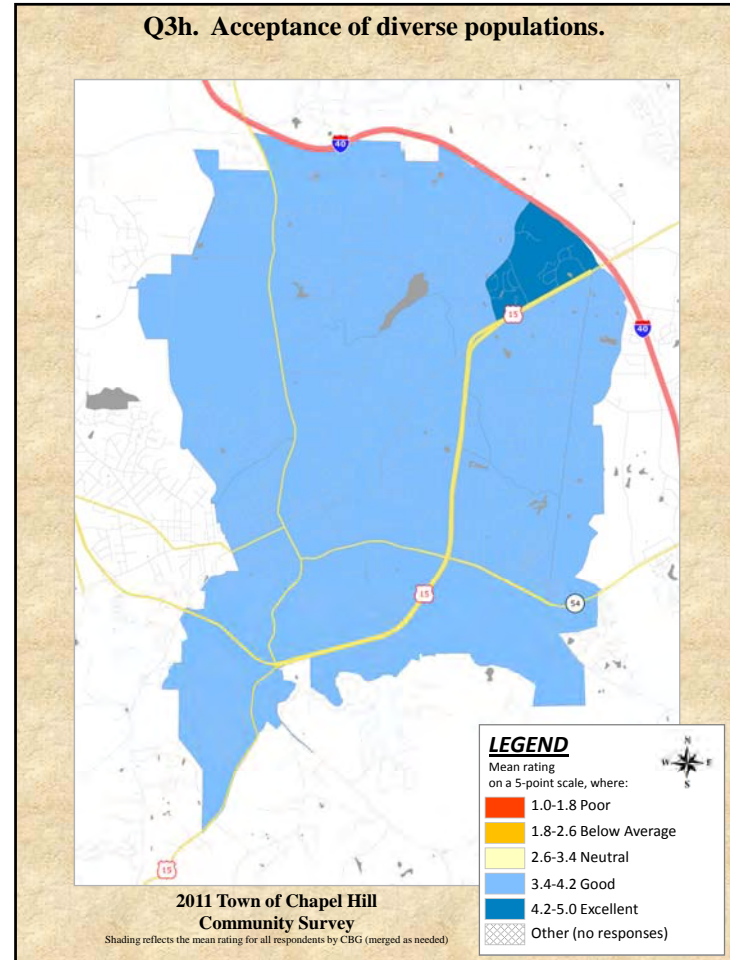 Q3h. Acceptance of diverse populations.
40
15
40
15
54
15
LEGEND
Mean rating
on a 5-point scale, where:
N
W E
S
1.0-1.8 Poor
1.8-2.6 Below Average
2.6-3.4 Neutral
3.4-4.2 Good
4.2-5.0 Excellent
Other (no responses)
2011 Town of Chapel Hill
Community Survey
Shading reflects the mean rating for all respondents by CBG (merged as needed)